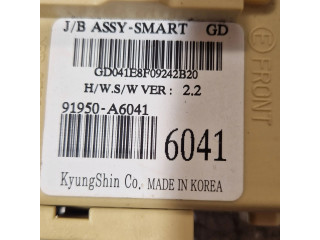 J/B ASSY-SMART GD
GD041E8F09242B20
H/W.S/W VER : 2.2
91950-A6041
6041
KyungShin Co. MADE IN KOREA
FRONT